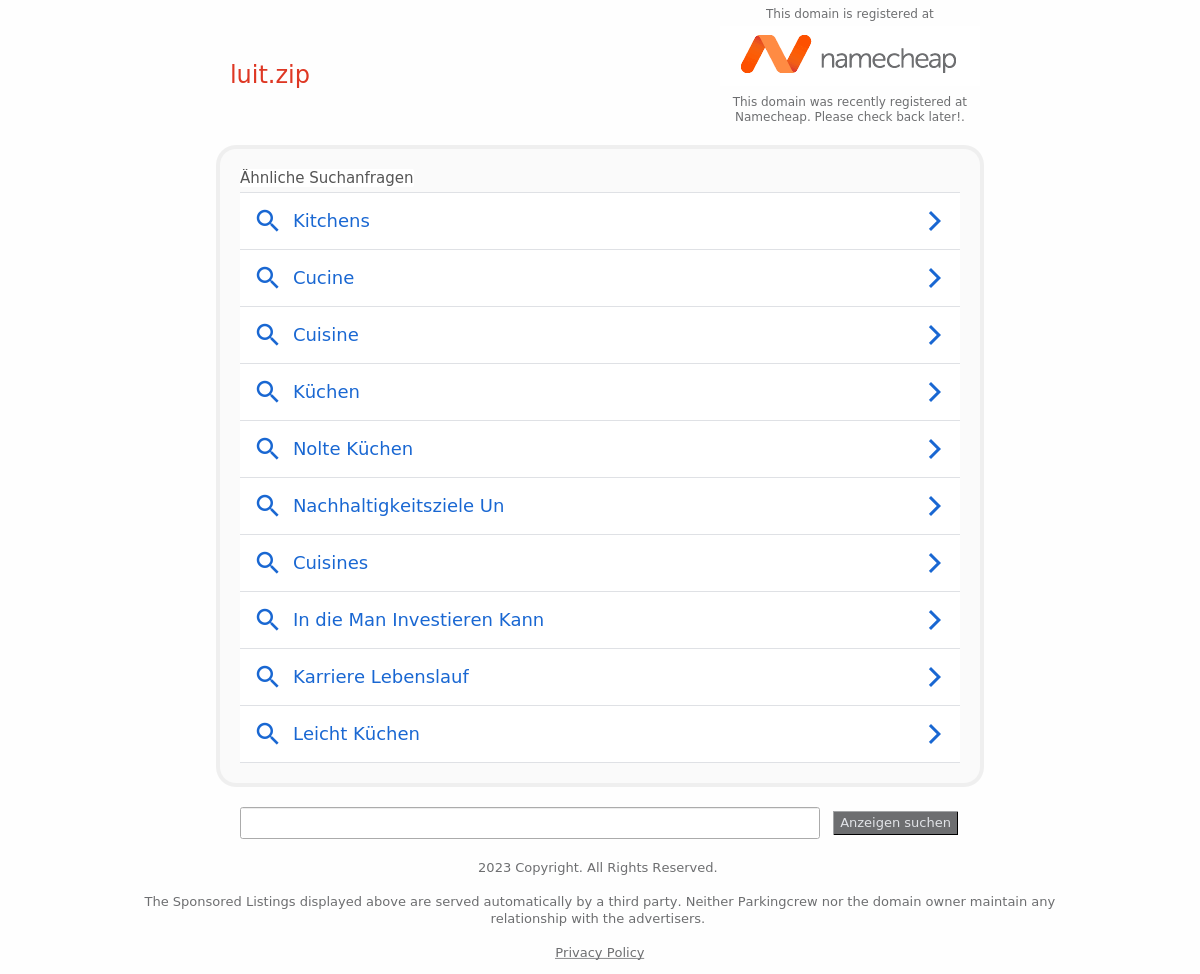 This domain is registered at
namecheap
luit.zip
This domain was recently registered at
Namecheap. Please check back later!.
Ähnliche Suchanfragen
Kitchens
Cucine
Cuisine
Küchen
Nolte Küchen
Nachhaltigkeitsziele Un
Cuisines
In die Man Investieren Kann
Karriere Lebenslauf
Leicht Küchen
Anzeigen suchen
2023 Copyright. All Rights Reserved.
The Sponsored Listings displayed above are served automatically by a third party. Neither Parkingcrew nor the domain owner maintain any
relationship with the advertisers.
Privacy Policy